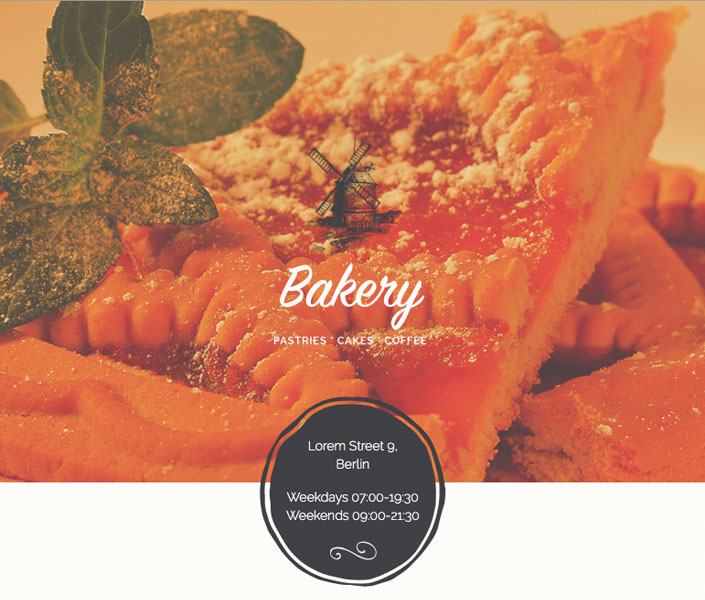 Bakery
PASTRIES · CAKES · COFFEE
Lorem Street 9,
Berlin
Weekdays 07:00-19:30
Weekends 09:00-21:30